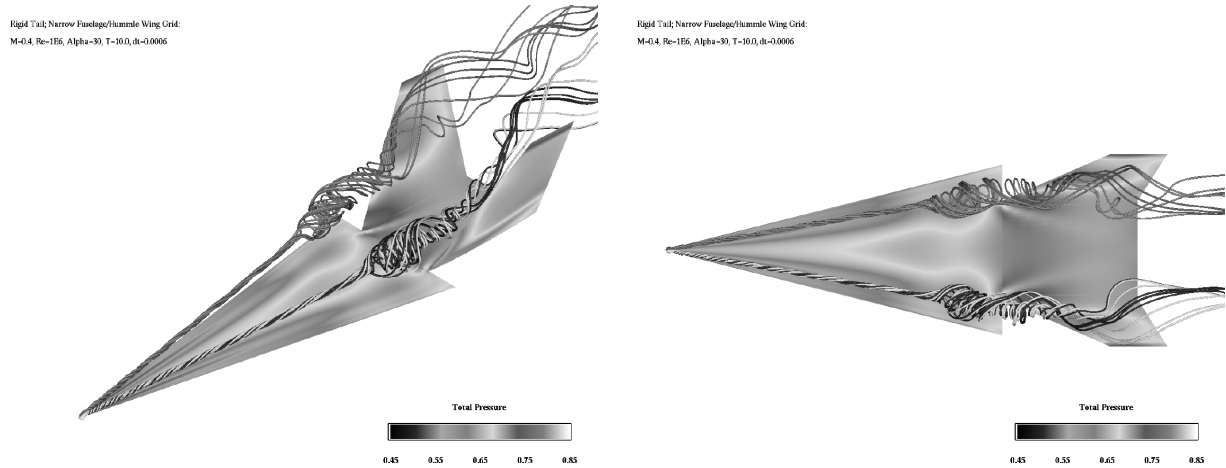 Rigid Tail; Narrow Fuselage/Hummle Wing Grid:
M=0.4, Re=1E6, Alpha=30, T=10.0, dt=0.0006
Total Pressure
0.45 0.55 0.65 0.75 0.85
Rigid Tail; Narrow Fuselage/Hummle Wing Grid:
M=0.4, Re=1E6, Alpha=30, T=10.0, dt=0.0006
Total Pressure
0.45 0.55 0.65 0.75 0.85